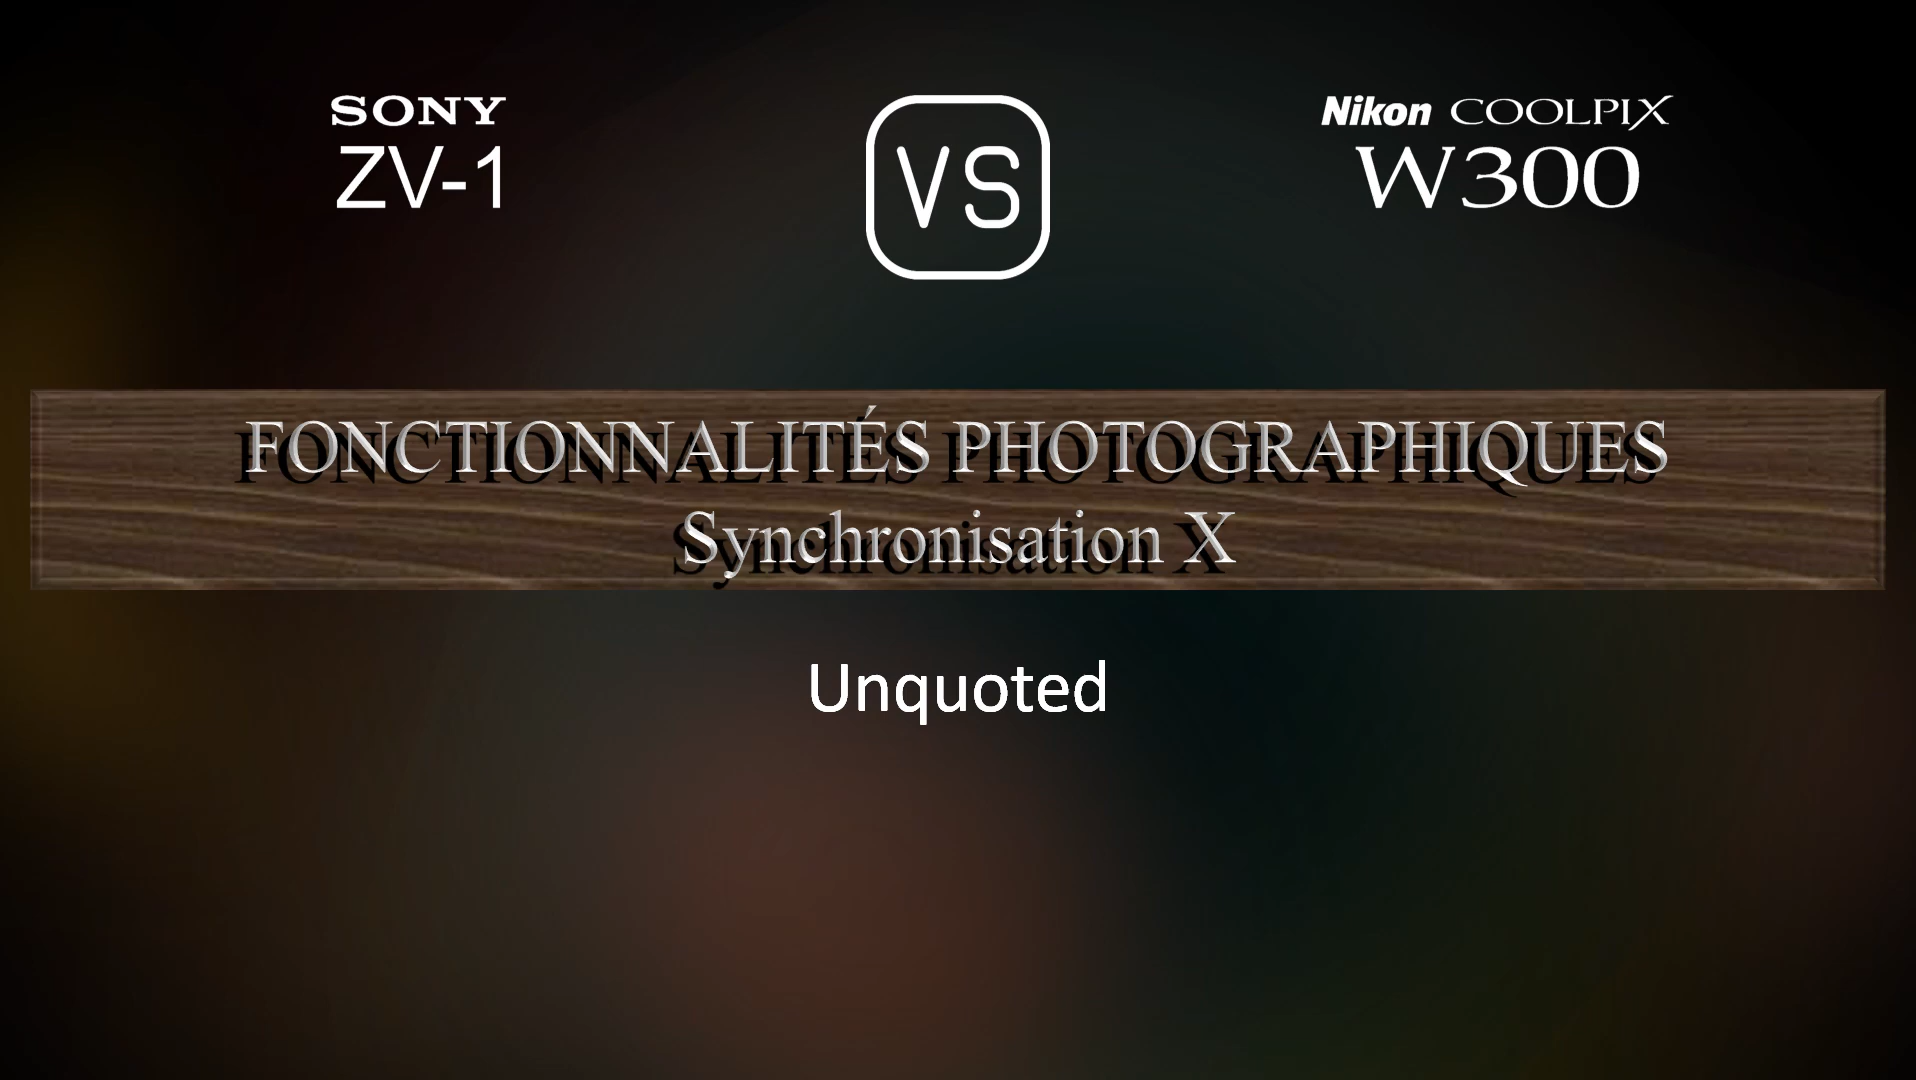 SONY
ZV-1
VS
Nikon COOLPIX
W300
FONCTIONNALITÉS PHOTOGRAPHIQUES
Synchronisation X
Unquoted